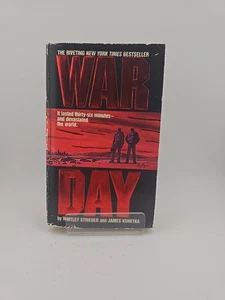 THE RIVETING NEW YORK TIMES BESTSELLER
WAR
It lasted thirty-six minutes—
and devastated
the world.
DAY
by WHITLEY STRIEBER and JAMES KUNETKA